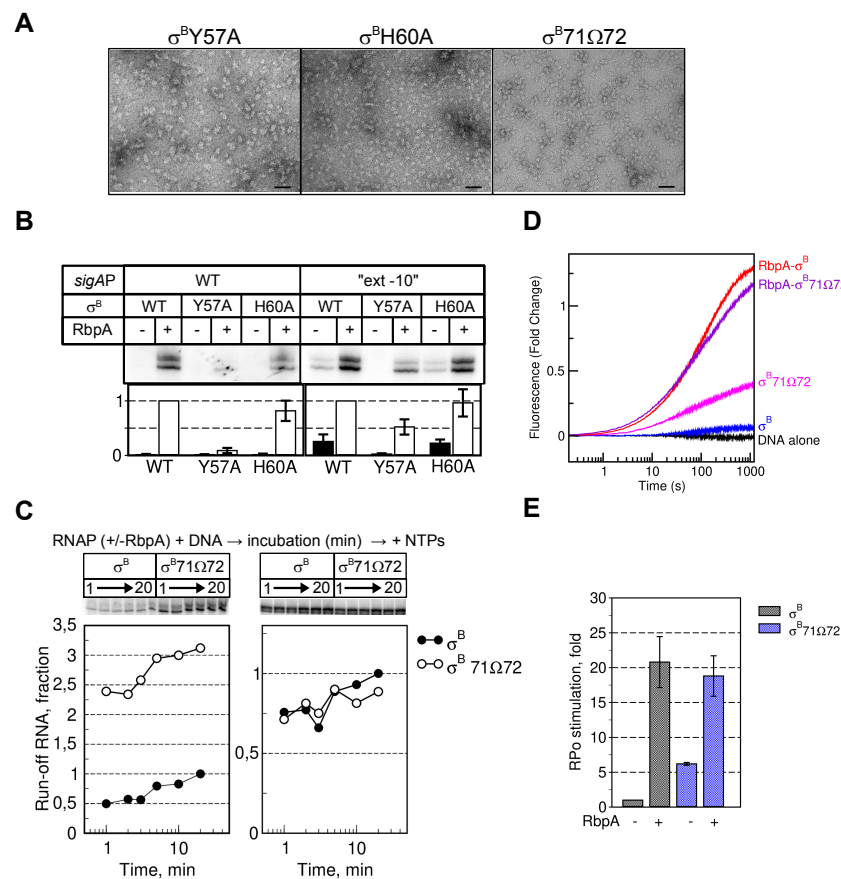 A
σᴮY57A σᴮH60A σᴮ71Ω72
B
sigAP WT "ext -10"
σᴮ WT Y57A H60A WT Y57A H60A
RbpA - + - + - + - + - + - +
1
0
WT Y57A H60A WT Y57A H60A
C
RNAP (+/-RbpA) + DNA → incubation (min) → + NTPs
σᴮ σᴮ71Ω72 σᴮ σᴮ71Ω72
1 → 20 1 → 20 1 → 20 1 → 20
3,5
3
2,5
2
1,5
1
0,5
0
Run-off RNA, fraction
1 10
Time, min
1
0,5
1 10
Time, min
σᴮ
σᴮ 71Ω72
D
Fluorescence (Fold Change)
1
0.5
0
RbpA-σᴮ
RbpA-σᴮ71Ω7
σᴮ71Ω72
σᴮ
DNA alone
1 10 100 1000
Time (s)
E
RPo stimulation, fold
30
25
20
15
10
5
0
RbpA - + - +
σᴮ
σᴮ71Ω72